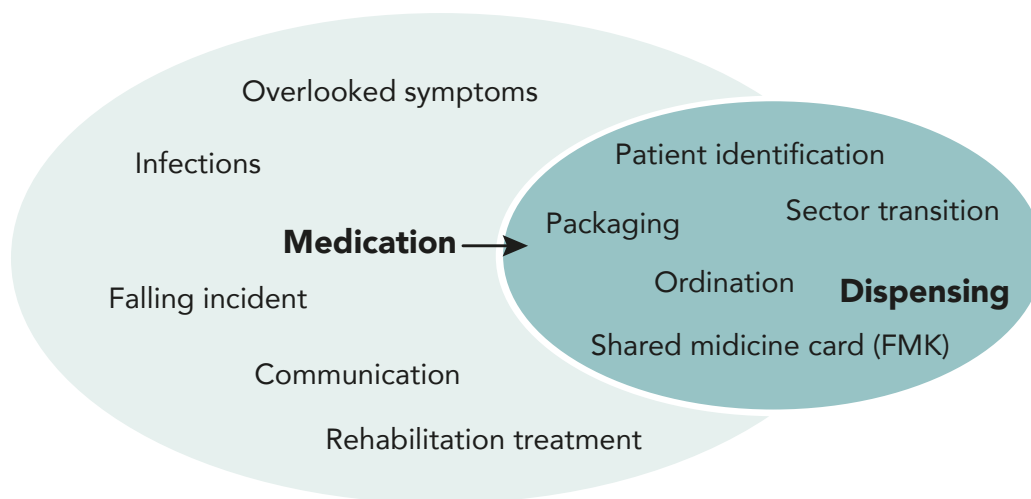 Overlooked symptoms
Infections
Medication
Falling incident
Communication
Rehabilitation treatment
Patient identification
Sector transition
Packaging
Ordination
Dispensing
Shared midicine card (FMK)